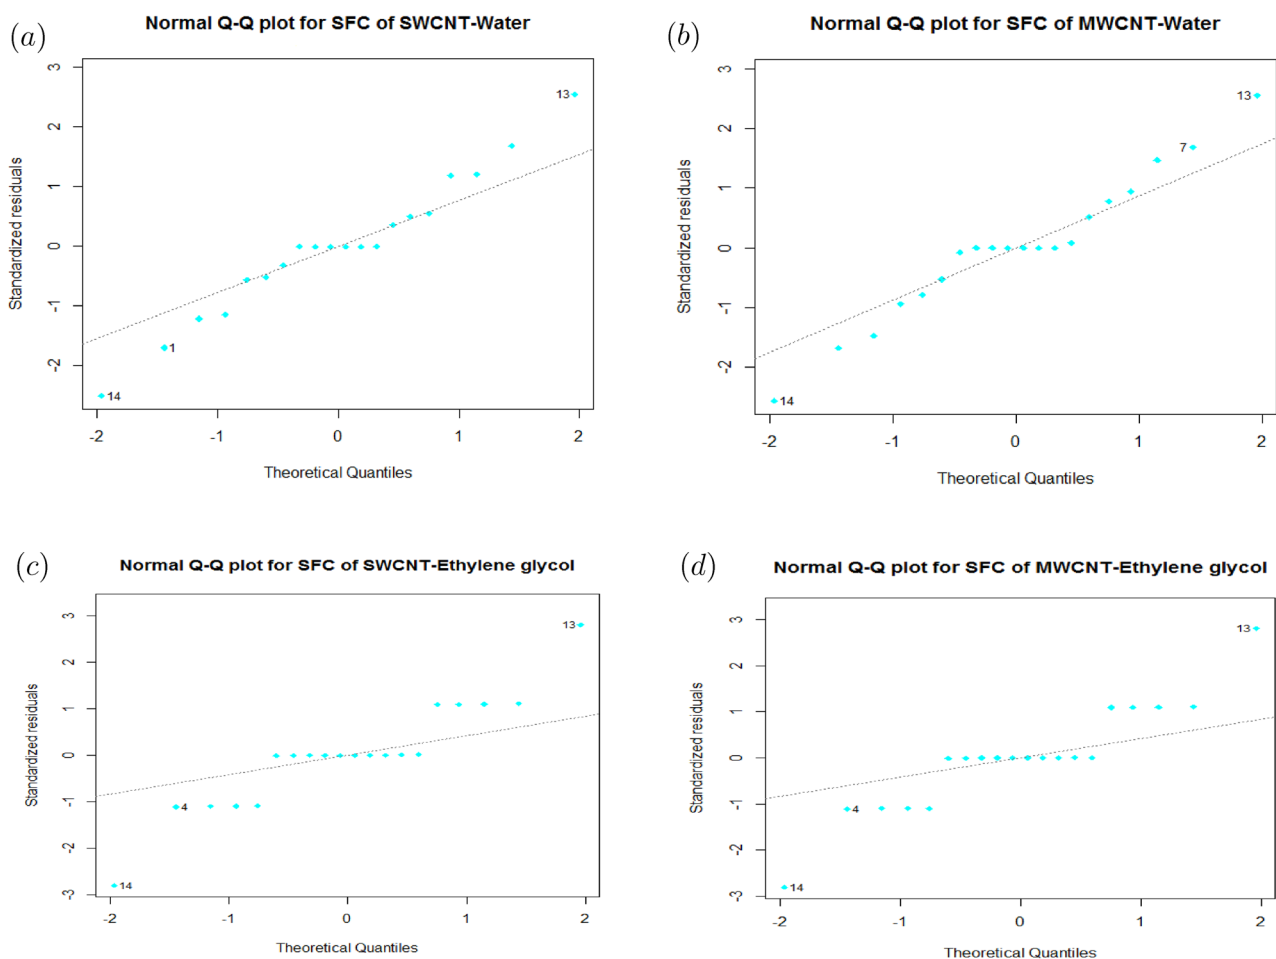 (a)
Normal Q-Q plot for SFC of SWCNT-Water
3
2
1
0
-1
-2
Standardized residuals
13
1
14
-2 -1 0 1 2
Theoretical Quantiles
(b)
Normal Q-Q plot for SFC of MWCNT-Water
3
2
1
0
-1
-2
Standardized residuals
13
7
14
-2 -1 0 1 2
Theoretical Quantiles
(c)
Normal Q-Q plot for SFC of SWCNT-Ethylene glycol
3
2
1
0
-1
-2
-3
Standardized residuals
13
4
14
-2 -1 0 1 2
Theoretical Quantiles
(d)
Normal Q-Q plot for SFC of MWCNT-Ethylene glycol
3
2
1
0
-1
-2
-3
Standardized residuals
13
4
14
-2 -1 0 1 2
Theoretical Quantiles